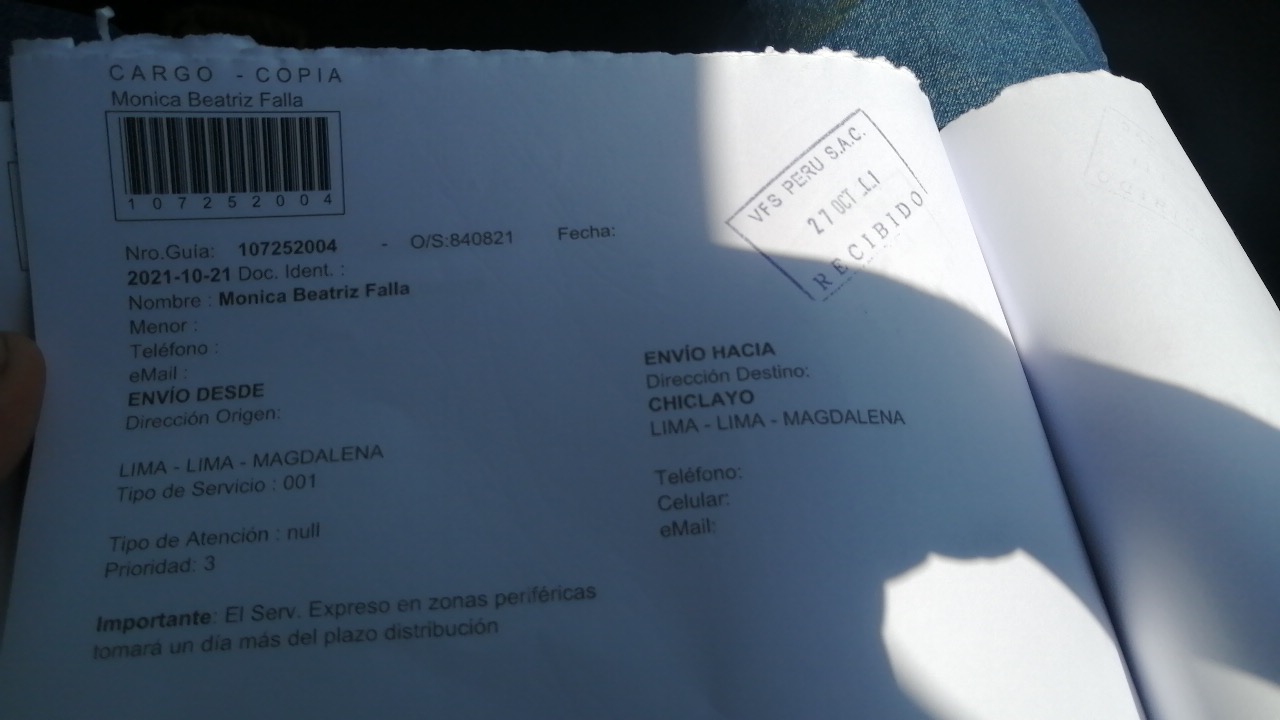 CARGO - COPIA
Monica Beatriz Falla
107252004
VFS PERU S.A.C.
27 OCT
RECIBIDO
Nro.Guía: 107252004 - O/S:840821 Fecha:
2021-10-21 Doc. Ident. :
Nombre : Monica Beatriz Falla
Menor :
Teléfono :
eMail :
ENVÍO DESDE
Dirección Origen:
LIMA - LIMA - MAGDALENA
Tipo de Servicio : 001
Tipo de Atención : null
Prioridad: 3
ENVÍO HACIA
Dirección Destino:
CHICLAYO
LIMA - LIMA - MAGDALENA
Teléfono:
Celular:
eMail:
Importante: El Serv. Expreso en zonas periféricas
tomará un día más del plazo distribución